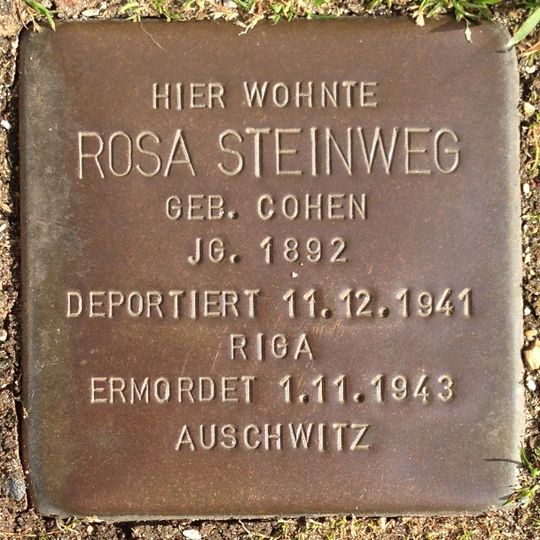 HIER WOHNTE
ROSA STEINWEG
GEB. COHEN
JG. 1892
DEPORTIERT 11.12.1941
RIGA
ERMORDET 1.11.1943
AUSCHWITZ